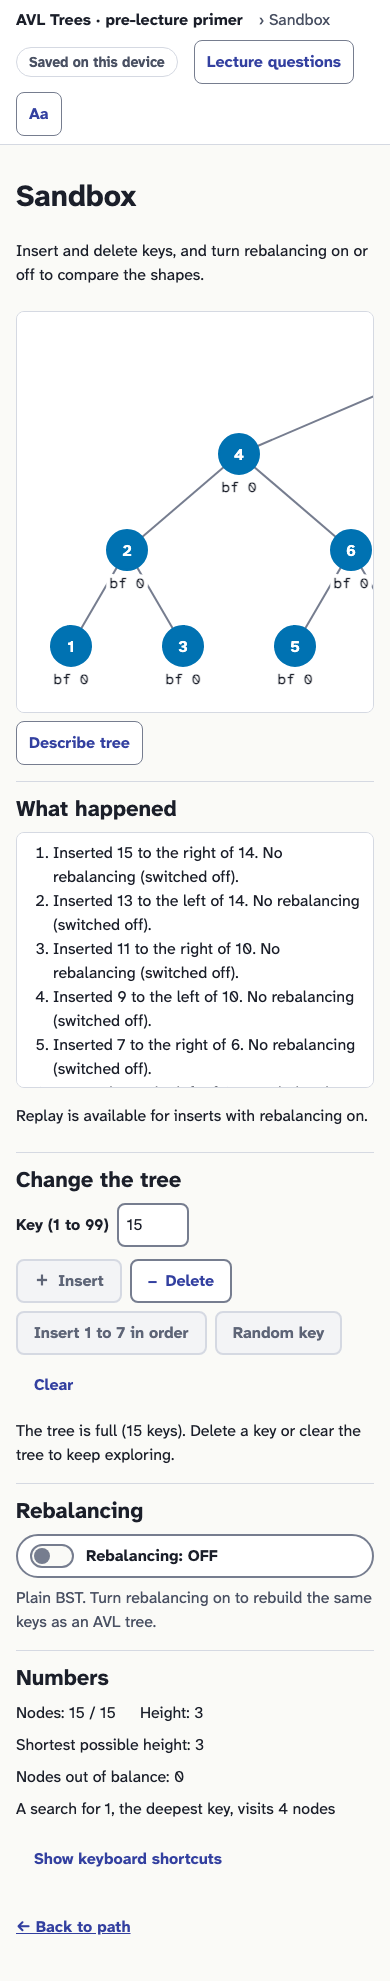 AVL Trees · pre-lecture primer › Sandbox
Saved on this device
Lecture questions
Aa
Sandbox
Insert and delete keys, and turn rebalancing on or
off to compare the shapes.
4
bf 0
2
6
bf 0
bf 0
1
3
5
bf 0
bf 0
bf 0
Describe tree
What happened
1. Inserted 15 to the right of 14. No
rebalancing (switched off).
2. Inserted 13 to the left of 14. No rebalancing
(switched off).
3. Inserted 11 to the right of 10. No
rebalancing (switched off).
4. Inserted 9 to the left of 10. No rebalancing
(switched off).
5. Inserted 7 to the right of 6. No rebalancing
(switched off).
Replay is available for inserts with rebalancing on.
Change the tree
Key (1 to 99) 15
+ Insert
– Delete
Insert 1 to 7 in order
Random key
Clear
The tree is full (15 keys). Delete a key or clear the
tree to keep exploring.
Rebalancing
Rebalancing: OFF
Plain BST. Turn rebalancing on to rebuild the same
keys as an AVL tree.
Numbers
Nodes: 15 / 15 Height: 3
Shortest possible height: 3
Nodes out of balance: 0
A search for 1, the deepest key, visits 4 nodes
Show keyboard shortcuts
← Back to path